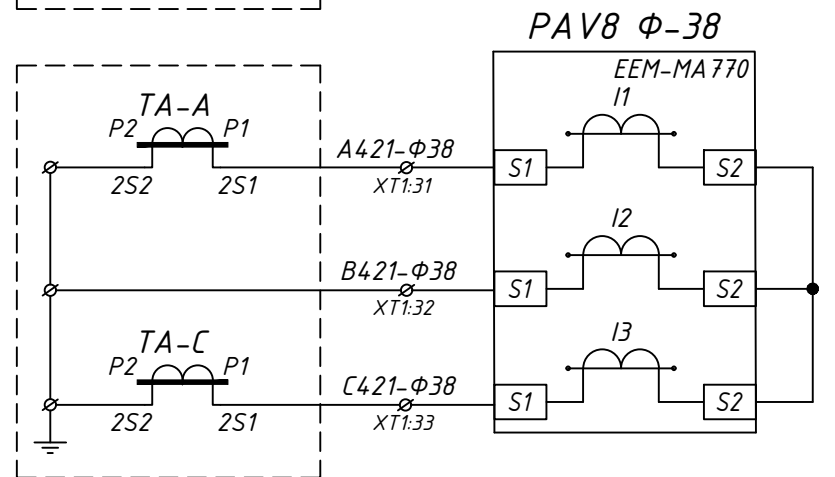 PAV8 Ф-38
EEM-MA770
TA-A
P2 P1
2S2 2S1
A421-Ф38
XT1:31
S1 I1 S2
B421-Ф38
XT1:32
S1 I2 S2
TA-C
P2 P1
2S2 2S1
C421-Ф38
XT1:33
S1 I3 S2